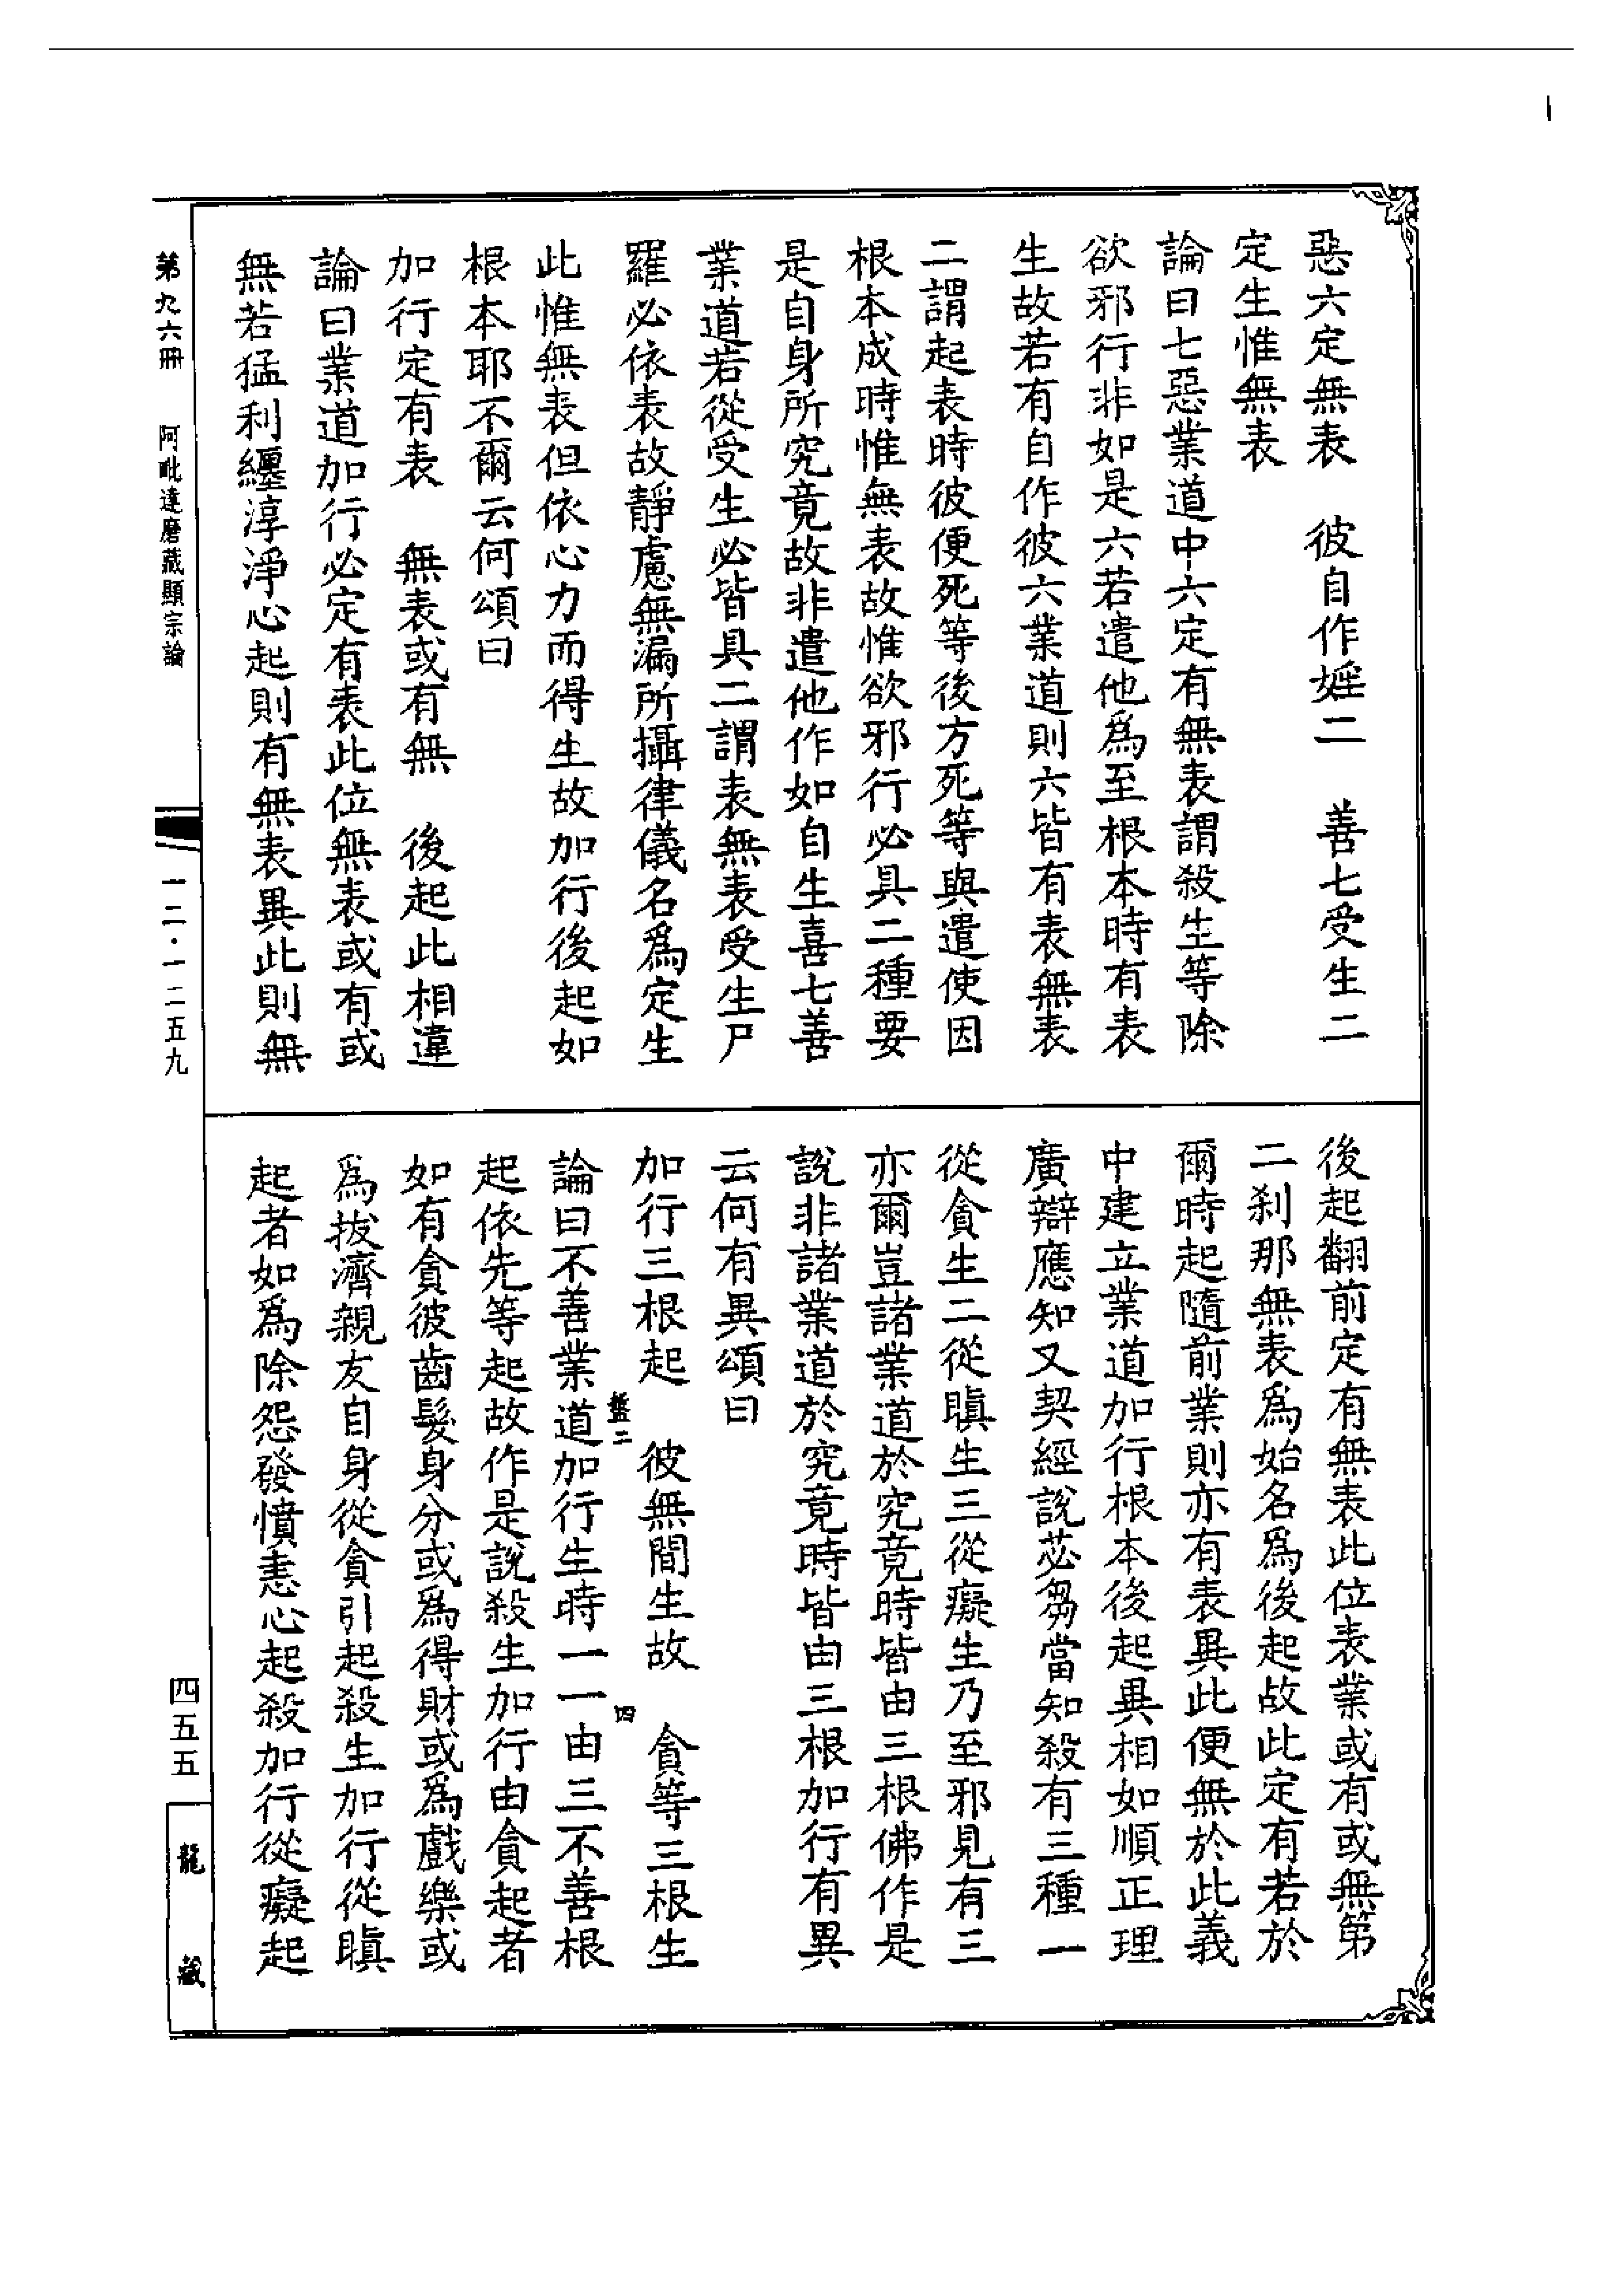 惡六定無表　彼自作婬二　善七受生二
定生惟無表
論曰七惡業道中六定有無表謂殺生等除
欲邪行非如是六若遣他爲至根本時有表
生故若有自作彼六業道則六皆有表無表
二謂起表時彼便死等後方死等與遣使因
根本成時惟無表故惟欲邪行必具二種要
是自身所究竟故非遣他作如自生喜七善
業道若從受生必皆具二謂表無表受生尸
羅必依表故靜慮無漏所攝律儀名爲定生
此惟無表但依心力而得生故加行後起如
根本耶不爾云何頌曰
加行定有表　無表或有無　後起此相違
論曰業道加行必定有表此位無表或有或
無若猛利纏淳淨心起則有無表異此則無
後起翻前定有無表此位表業或有或無第
二刹那無表爲始名爲後起故此定有若於
爾時起隨前業則亦有表異此便無於此義
中建立業道加行根本後起異相如順正理
廣辯應知又契經說苾芻當知殺有三種一
從貪生二從瞋生三從癡生乃至邪見有三
亦爾豈諸業道於究竟時皆由三根佛作是
說非諸業道於究竟時皆由三根加行有異
云何有異頌曰
加行三根起　彼無間生故　貪等三根生
二　四
論曰不善業道加行生時一一由三不善根
起依先等起故作是說殺生加行由貪起者
如有貪彼齒髮身分或爲得財或爲戲樂或
爲拔濟親友自身從貪引起殺生加行從瞋
起者如爲除怨發憤恚心起殺加行從癡起
第九六冊　阿毗達磨藏顯宗論　一二·一二五九　四五五　龍藏